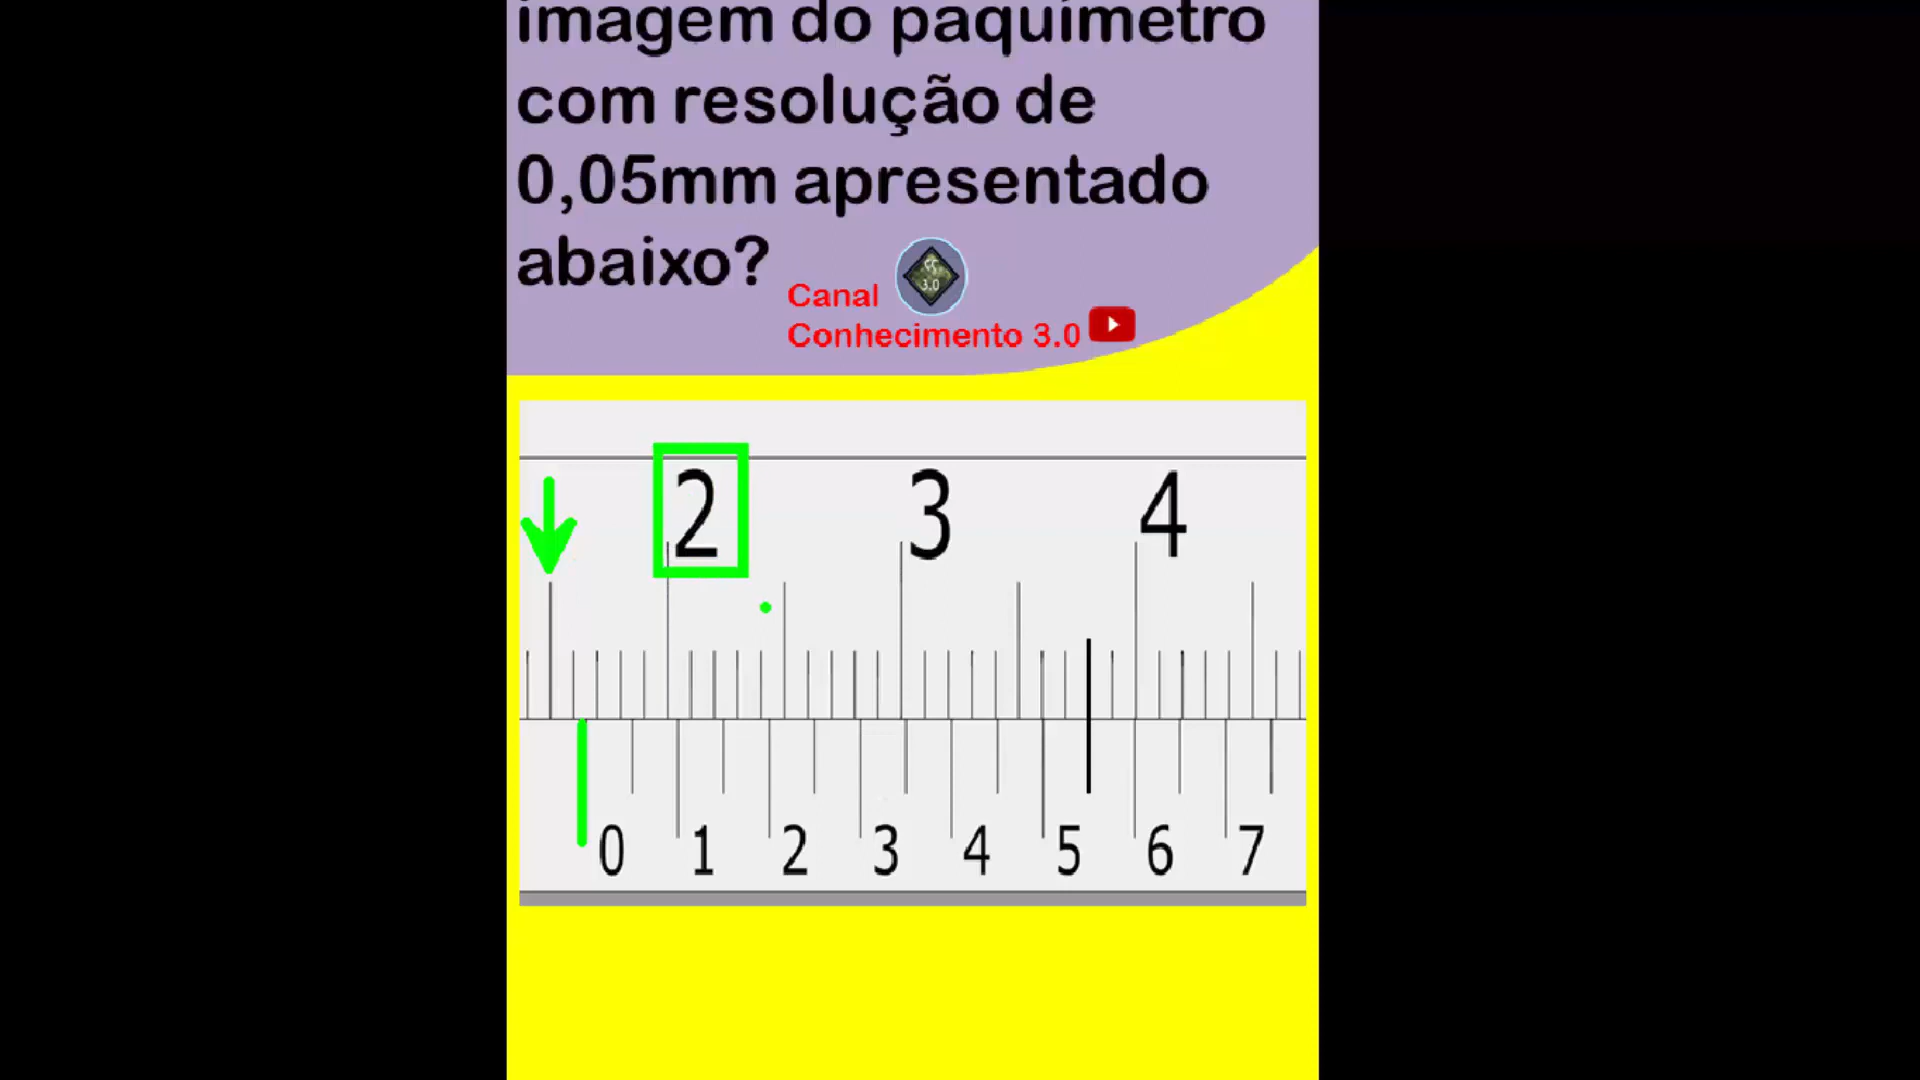 imagem do paquímetro
com resolução de
0,05mm apresentado
abaixo?
Canal
Conhecimento 3.0
3.0
2 3 4
0 1 2 3 4 5 6 7